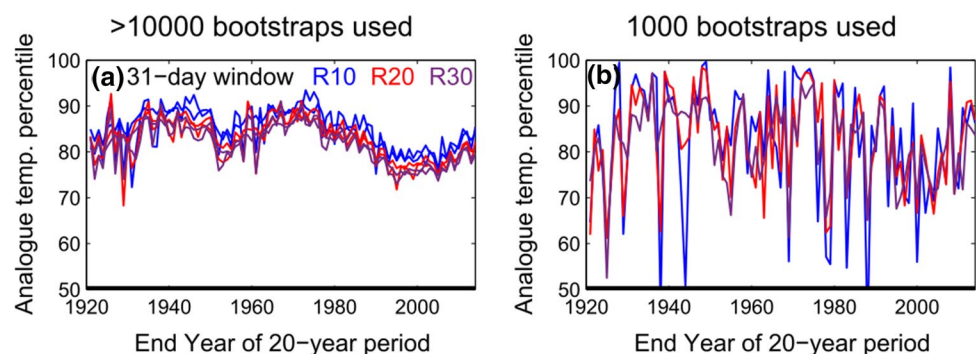 >10000 bootstraps used
1000 bootstraps used
(a) 31−day window R10 R20 R30
(b)
Analogue temp. percentile
100
90
80
70
60
50
1920 1940 1960 1980 2000
End Year of 20−year period
Analogue temp. percentile
100
90
80
70
60
50
1920 1940 1960 1980 2000
End Year of 20−year period